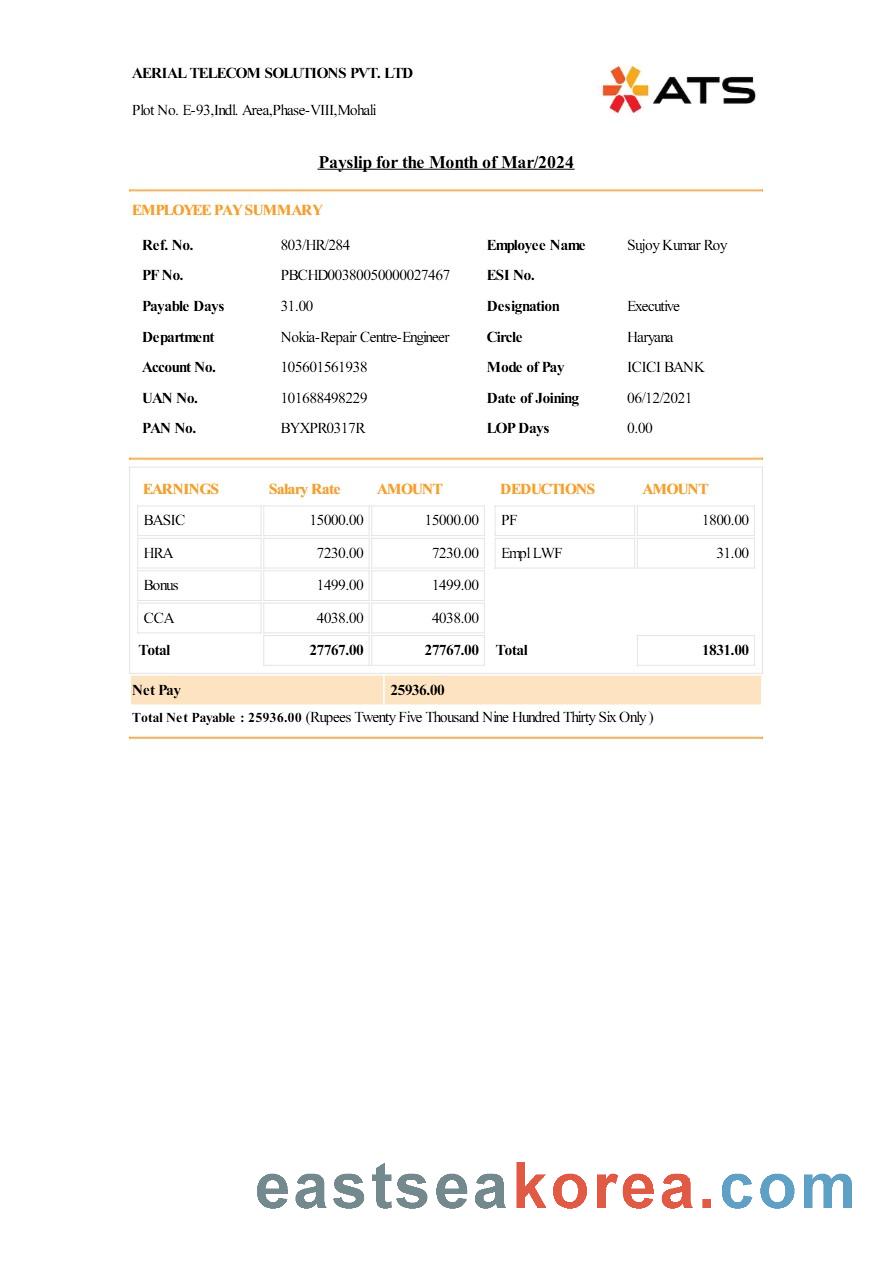 AERIAL TELECOM SOLUTIONS PVT. LTD
ATS
Plot No. E-93,Indl. Area,Phase-VIII,Mohali
Payslip for the Month of Mar/2024
EMPLOYEE PAY SUMMARY
Ref. No. 803/HR/284 Employee Name Sujoy Kumar Roy
PF No. PBCHD00380050000027467 ESI No.
Payable Days 31.00 Designation Executive
Department Nokia-Repair Centre-Engineer Circle Haryana
Account No. 105601561938 Mode of Pay ICICI BANK
UAN No. 101688498229 Date of Joining 06/12/2021
PAN No. BYXPR0317R LOP Days 0.00
EARNINGS Salary Rate AMOUNT DEDUCTIONS AMOUNT
BASIC 15000.00 15000.00 PF 1800.00
HRA 7230.00 7230.00 Empl LWF 31.00
Bonus 1499.00 1499.00
CCA 4038.00 4038.00
Total 27767.00 27767.00 Total 1831.00
Net Pay 25936.00
Total Net Payable : 25936.00 (Rupees Twenty Five Thousand Nine Hundred Thirty Six Only )
eastseakorea.com